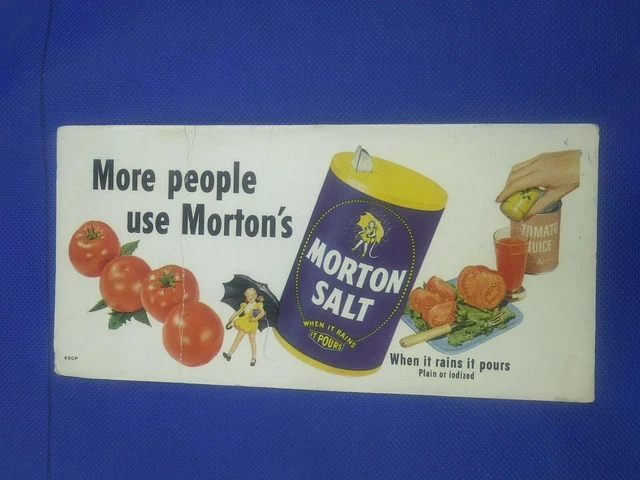 More people
use Morton's
MORTON
SALT
WHEN IT RAINS
IT POURS
TOMATO
JUICE
When it rains it pours
Plain or iodized
650P